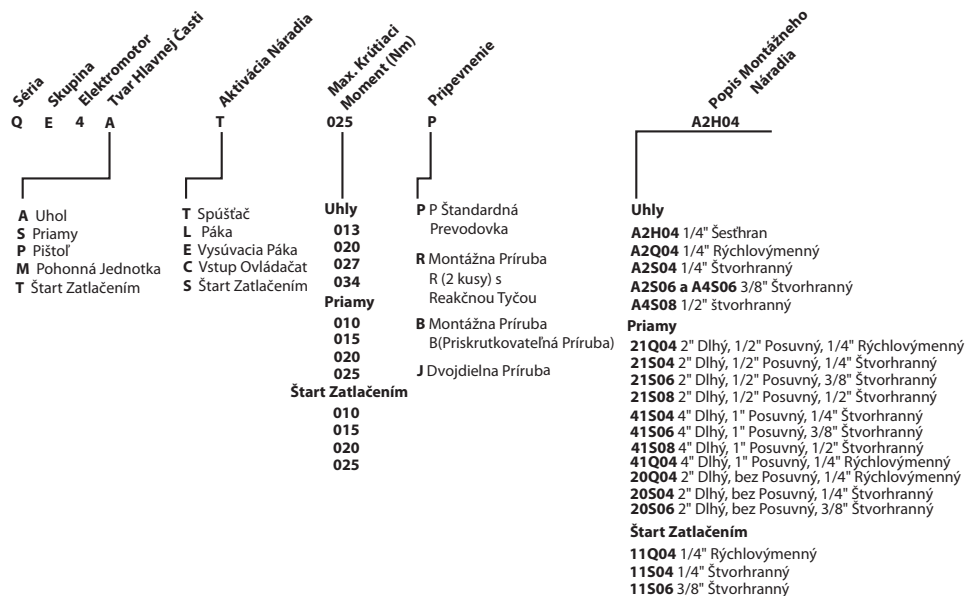 Séria
Skupina
Elektromotor
Tvar Hlavnej Časti
Aktivácia Náradia
Max. Krútiaci
Moment (Nm)
Pripevnenie
Popis Montážneho
Náradia
Q E 4 A T 025 P A2H04
A Uhol
S Priamy
P Pištoľ
M Pohonná Jednotka
T Štart Zatlačením
T Spúšťač
L Páka
E Vysúvacia Páka
C Vstup Ovládačat
S Štart Zatlačením
Uhly
013
020
027
034
Priamy
010
015
020
025
Štart Zatlačením
010
015
020
025
P P Štandardná
Prevodovka
R Montážna Príruba
R (2 kusy) s
Reakčnou Tyčou
B Montážna Príruba
B(Priskrutkovateľná Príruba)
J Dvojdielna Príruba
Uhly
A2H04 1/4" Šesťhran
A2Q04 1/4" Rýchlovýmenný
A2S04 1/4" Štvorhranný
A2S06 a A4S06 3/8" Štvorhranný
A4S08 1/2" štvorhranný
Priamy
21Q04 2" Dlhý, 1/2" Posuvný, 1/4" Rýchlovýmenný
21S04 2" Dlhý, 1/2" Posuvný, 1/4" Štvorhranný
21S06 2" Dlhý, 1/2" Posuvný, 3/8" Štvorhranný
21S08 2" Dlhý, 1/2" Posuvný, 1/2" Štvorhranný
41S04 4" Dlhý, 1" Posuvný, 1/4" Štvorhranný
41S06 4" Dlhý, 1" Posuvný, 3/8" Štvorhranný
41S08 4" Dlhý, 1" Posuvný, 1/2" Štvorhranný
41Q04 4" Dlhý, 1" Posuvný, 1/4" Rýchlovýmenný
20Q04 2" Dlhý, bez Posuvný, 1/4" Rýchlovýmenný
20S04 2" Dlhý, bez Posuvný, 1/4" Štvorhranný
20S06 2" Dlhý, bez Posuvný, 3/8" Štvorhranný
Štart Zatlačením
11Q04 1/4" Rýchlovýmenný
11S04 1/4" Štvorhranný
11S06 3/8" Štvorhranný